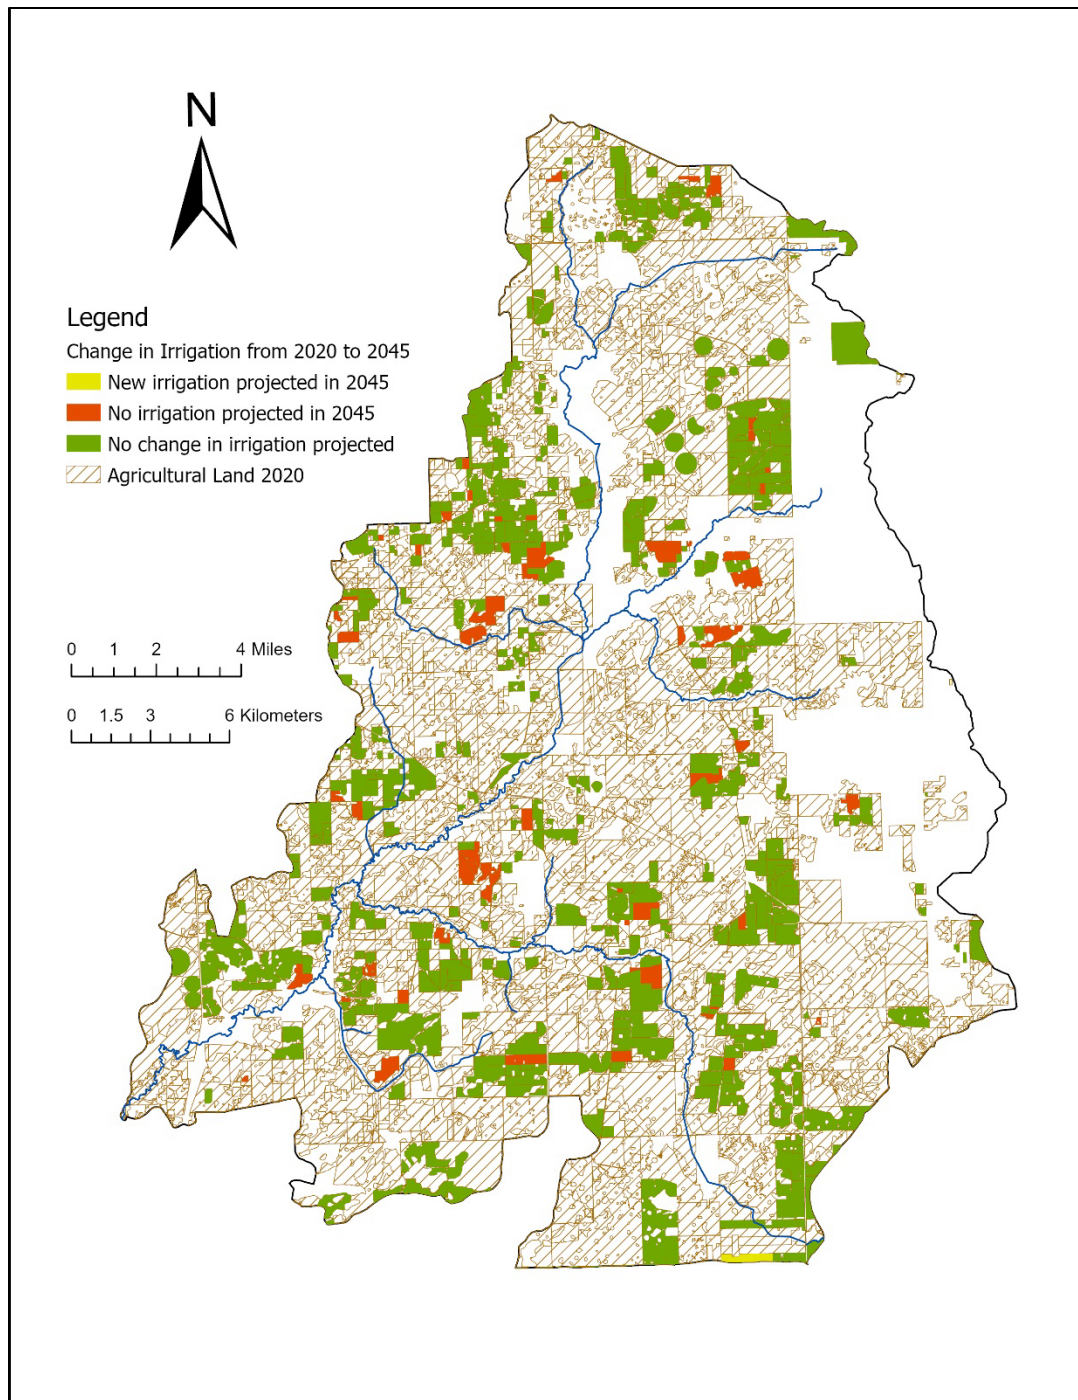 N
Legend
Change in Irrigation from 2020 to 2045
New irrigation projected in 2045
No irrigation projected in 2045
No change in irrigation projected
Agricultural Land 2020
0 1 2 4 Miles
0 1.5 3 6 Kilometers